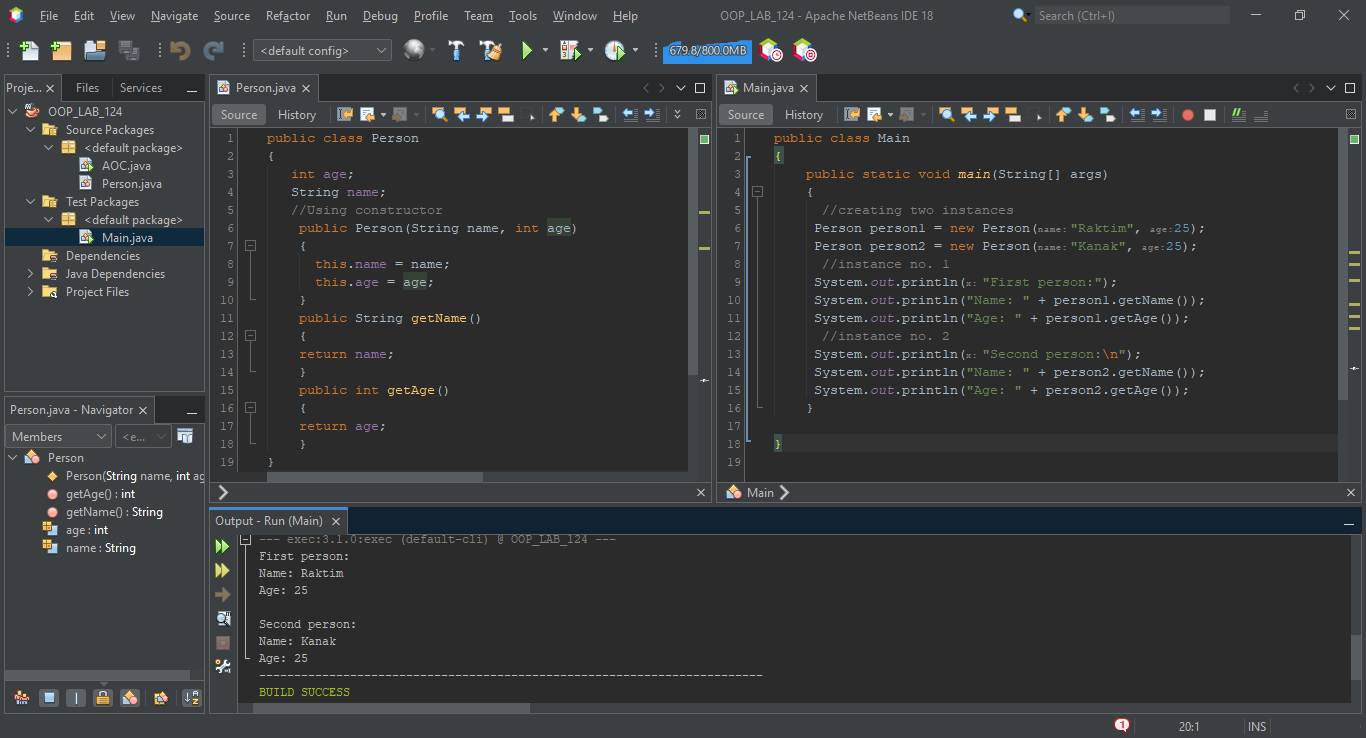 File Edit View Navigate Source Refactor Run Debug Profile Team Tools Window Help
OOP_LAB_124 - Apache NetBeans IDE 18
Search (Ctrl+I)
<default config>
679.8/800.0MB
Proje... Files Services
OOP_LAB_124
Source Packages
<default package>
AOC.java
Person.java
Test Packages
<default package>
Main.java
Dependencies
Java Dependencies
Project Files
Person.java - Navigator
Members <e...
Person
Person(String name, int ag
getAge() : int
getName() : String
age : int
name : String
Person.java
Source History
1 public class Person
2 {
3 int age;
4 String name;
5 //Using constructor
6 public Person(String name, int age)
7 {
8 this.name = name;
9 this.age = age;
10 }
11 public String getName()
12 {
13 return name;
14 }
15 public int getAge()
16 {
17 return age;
18 }
19 }
Main.java
Source History
1 public class Main
2 {
3 public static void main(String[] args)
4 {
5 //creating two instances
6 Person person1 = new Person(name:"Raktim", age:25);
7 Person person2 = new Person(name:"Kanak", age:25);
8 //instance no. 1
9 System.out.println(x:"First person:");
10 System.out.println("Name: " + person1.getName());
11 System.out.println("Age: " + person1.getAge());
12 //instance no. 2
13 System.out.println(x:"Second person:\n");
14 System.out.println("Name: " + person2.getName());
15 System.out.println("Age: " + person2.getAge());
16 }
17
18 }
19
Main
Output - Run (Main)
--- exec:3.1.0:exec (default-cli) @ OOP_LAB_124 ---
First person:
Name: Raktim
Age: 25
Second person:
Name: Kanak
Age: 25
------------------------------------------------------------------------
BUILD SUCCESS
1
20:1
INS